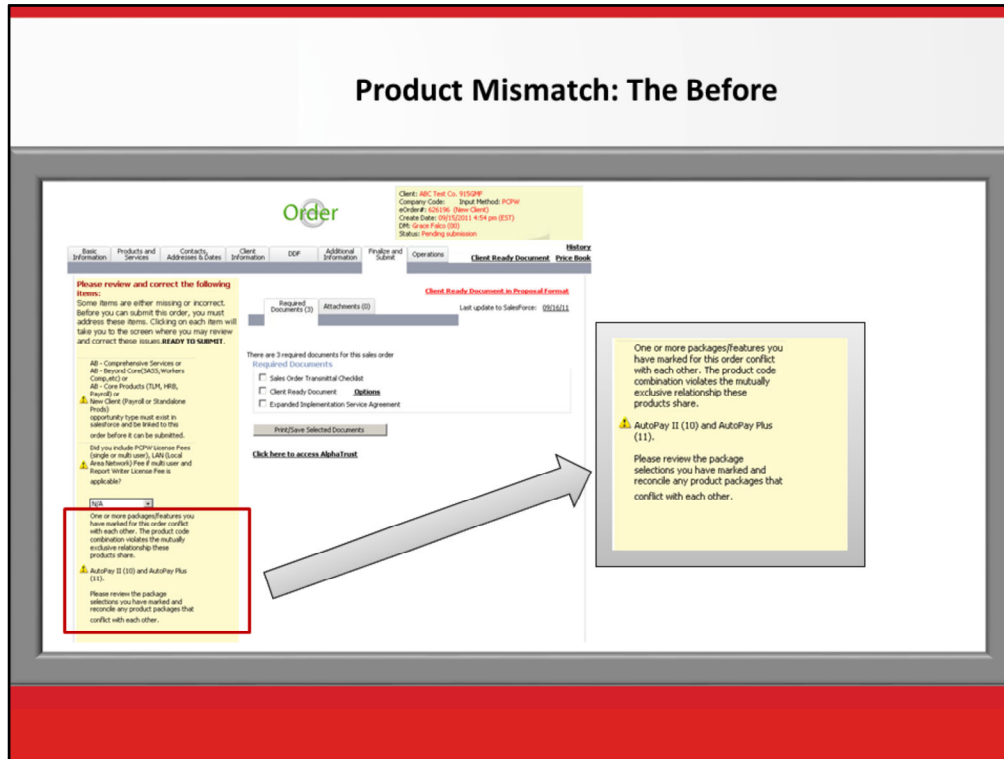 Product Mismatch: The Before
Order
Client: ABC Test Co. 915GMF
Company Code: Input Method: PCPW
eOrder#: 626196 (New Client)
Create Date: 09/15/2011 4:54 pm (EST)
DM: Grace Falco (00)
Status: Pending submission
History
Basic Information
Products and Services
Contacts, Addresses & Dates
Client Information
DDF
Additional Information
Finalize and Submit
Operations
Client Ready Document Price Book
Please review and correct the following
items:
Some items are either missing or incorrect.
Before you can submit this order, you must
address these items. Clicking on each item will
take you to the screen where you may review
and correct these issues.READY TO SUBMIT.
AB - Comprehensive Services or
AB - Beyond Core(SASS,Workers
Comp,etc) or
AB - Core Products (TLM, HRB,
Payroll) or
New Client (Payroll or Standalone
Prods)
opportunity type must exist in
salesforce and be linked to this
order before it can be submitted.
Did you include PCPW License Fees
(single or multi user), LAN (Local
Area Network) Fee if multi user and
Report Writer License Fee is
applicable?
N/A
One or more packages/features you
have marked for this order conflict
with each other. The product code
combination violates the mutually
exclusive relationship these
products share.
AutoPay II (10) and AutoPay Plus
(11).
Please review the package
selections you have marked and
reconcile any product packages that
conflict with each other.
Client Ready Document in Proposal Format
Required Documents (3)
Attachments (0)
Last update to SalesForce: 09/16/11
There are 3 required documents for this sales order
Required Documents
Sales Order Transmittal Checklist
Client Ready Document Options
Expanded Implementation Service Agreement
Print/Save Selected Documents
Click here to access AlphaTrust
One or more packages/features you
have marked for this order conflict
with each other. The product code
combination violates the mutually
exclusive relationship these
products share.
AutoPay II (10) and AutoPay Plus
(11).
Please review the package
selections you have marked and
reconcile any product packages that
conflict with each other.